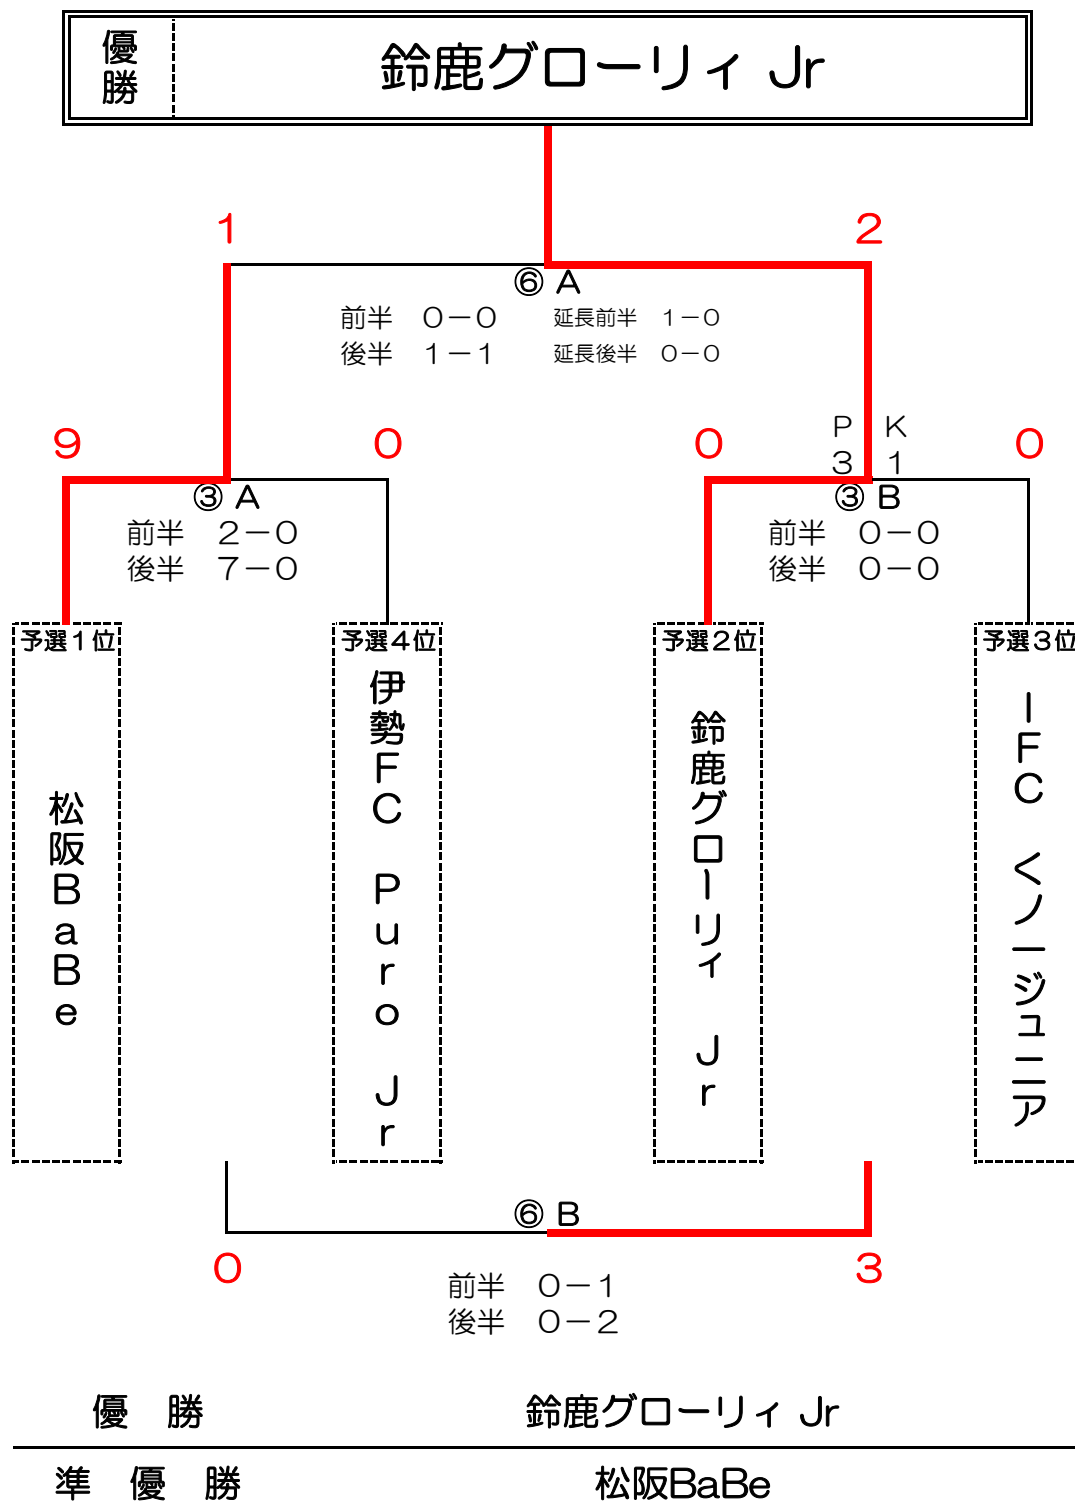 優勝
鈴鹿グローリィ Jr
1
2
⑥ A
前半 0－0 延長前半 1－0
後半 1－1 延長後半 0－0
9
0
0
P K
0
3 1
③ A
③ B
前半 2－0
前半 0－0
後半 7－0
後半 0－0
予選1位
予選4位
予選2位
予選3位
松阪BaBe
伊勢FC Puro Jr
鈴鹿グローリィ Jr
IFC くノ一ジュニア
⑥ B
0
3
前半 0－1
後半 0－2
優 勝 鈴鹿グローリィ Jr
準 優 勝 松阪BaBe